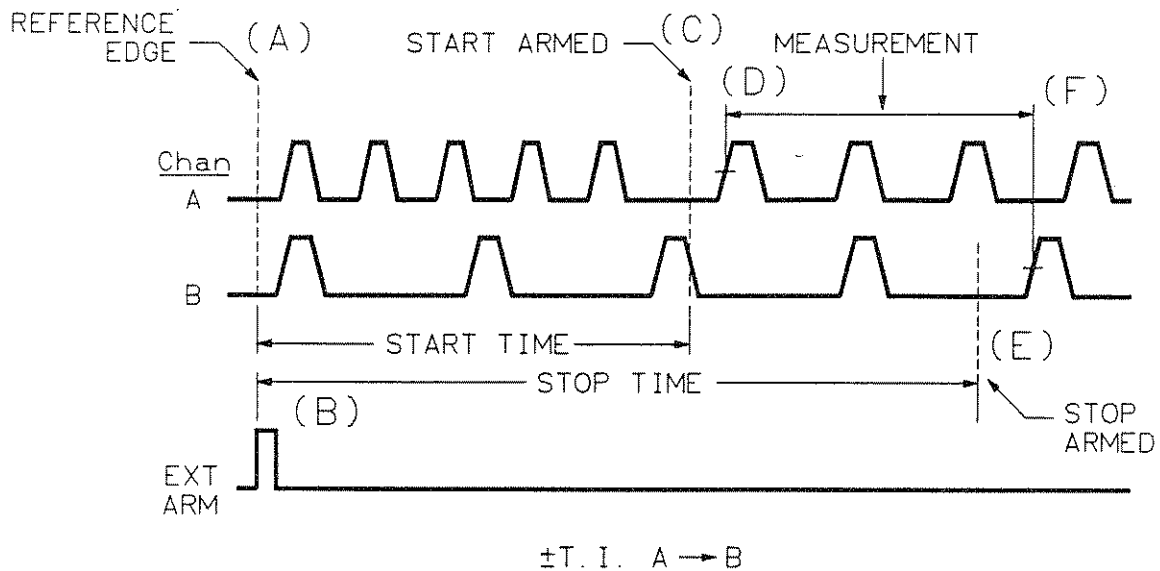 REFERENCE
EDGE
(A)
START ARMED
(C)
MEASUREMENT
(D)
(F)
Chan
A
B
START TIME
(E)
STOP TIME
(B)
STOP
ARMED
EXT
ARM
±T. I. A → B